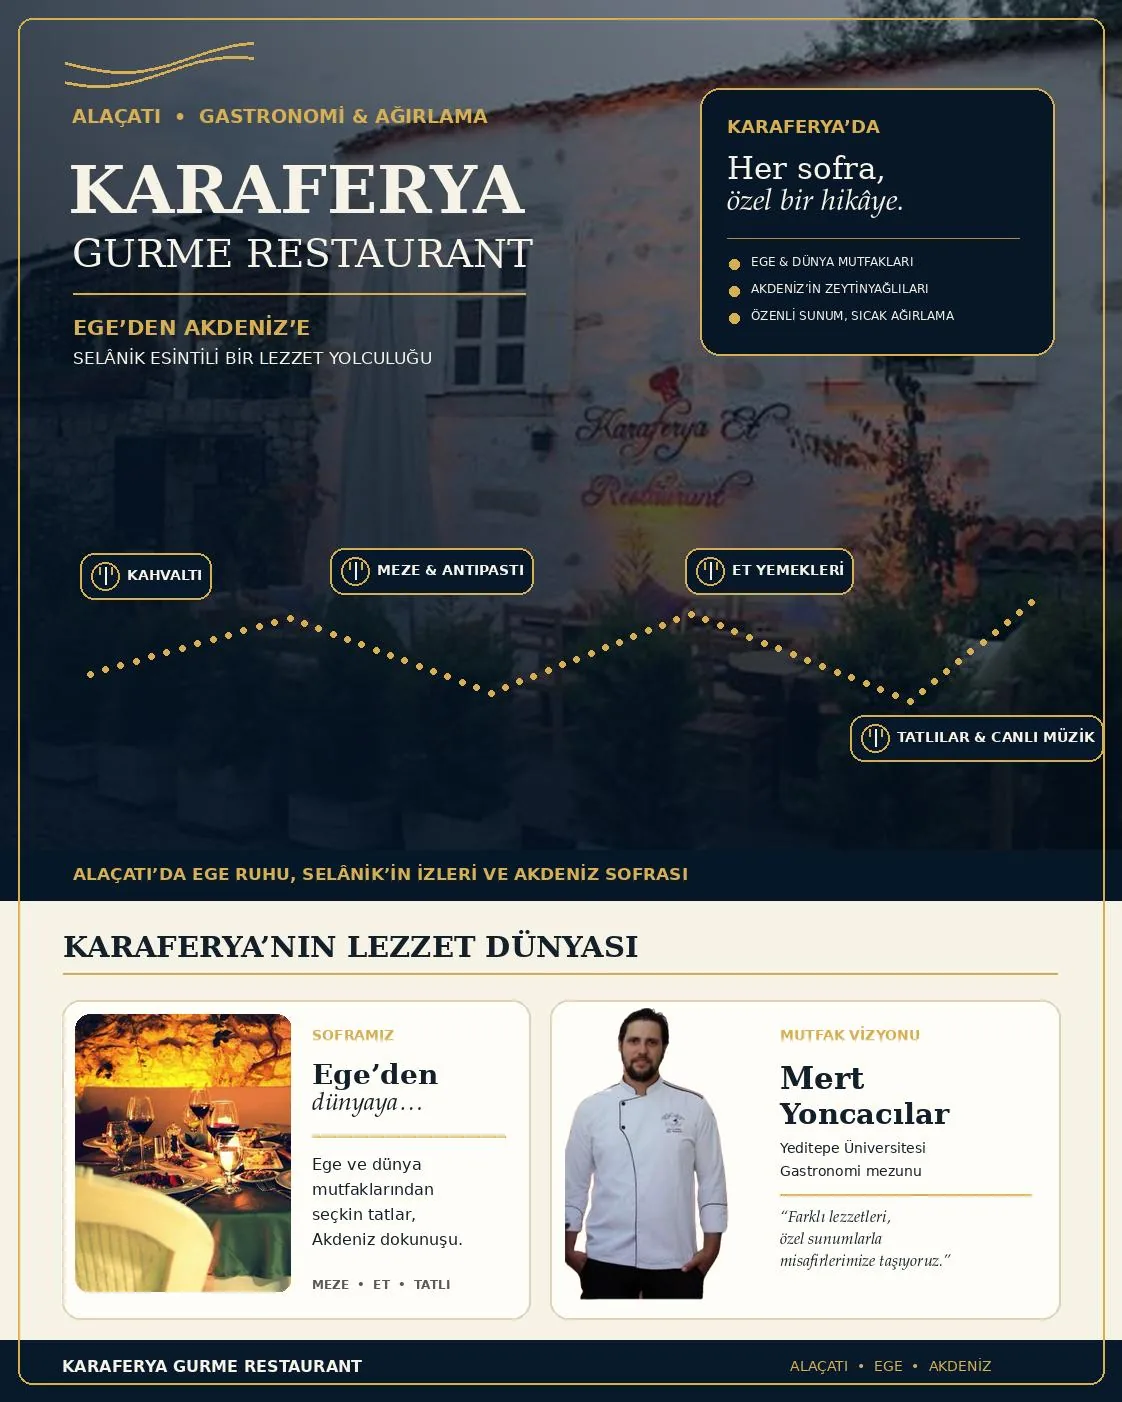 ALAÇATI • GASTRONOMİ & AĞIRLAMA
KARAFERYA
GURME RESTAURANT
EGE’DEN AKDENİZ’E
SELÂNİK ESİNTİLİ BİR LEZZET YOLCULUĞU
KARAFERYA’DA
Her sofra,
özel bir hikâye.
EGE & DÜNYA MUTFAKLARI
AKDENİZ’İN ZEYTİNYAĞLILARI
ÖZENLİ SUNUM, SICAK AĞIRLAMA
Karaferya Et
Restaurant
KAHVALTI
MEZE & ANTIPASTI
ET YEMEKLERİ
TATLILAR & CANLI MÜZİK
ALAÇATI’DA EGE RUHU, SELÂNİK’İN İZLERİ VE AKDENİZ SOFRASI
KARAFERYA’NIN LEZZET DÜNYASI
SOFRAMIZ
Ege’den
dünyaya…
Ege ve dünya
mutfaklarından
seçkin tatlar,
Akdeniz dokunuşu.
MEZE • ET • TATLI
MUTFAK VİZYONU
Mert
Yoncacılar
Yeditepe Üniversitesi
Gastronomi mezunu
“Farklı lezzetleri,
özel sunumlarla
misafirlerimize taşıyoruz.”
KARAFERYA GURME RESTAURANT
ALAÇATI • EGE • AKDENİZ